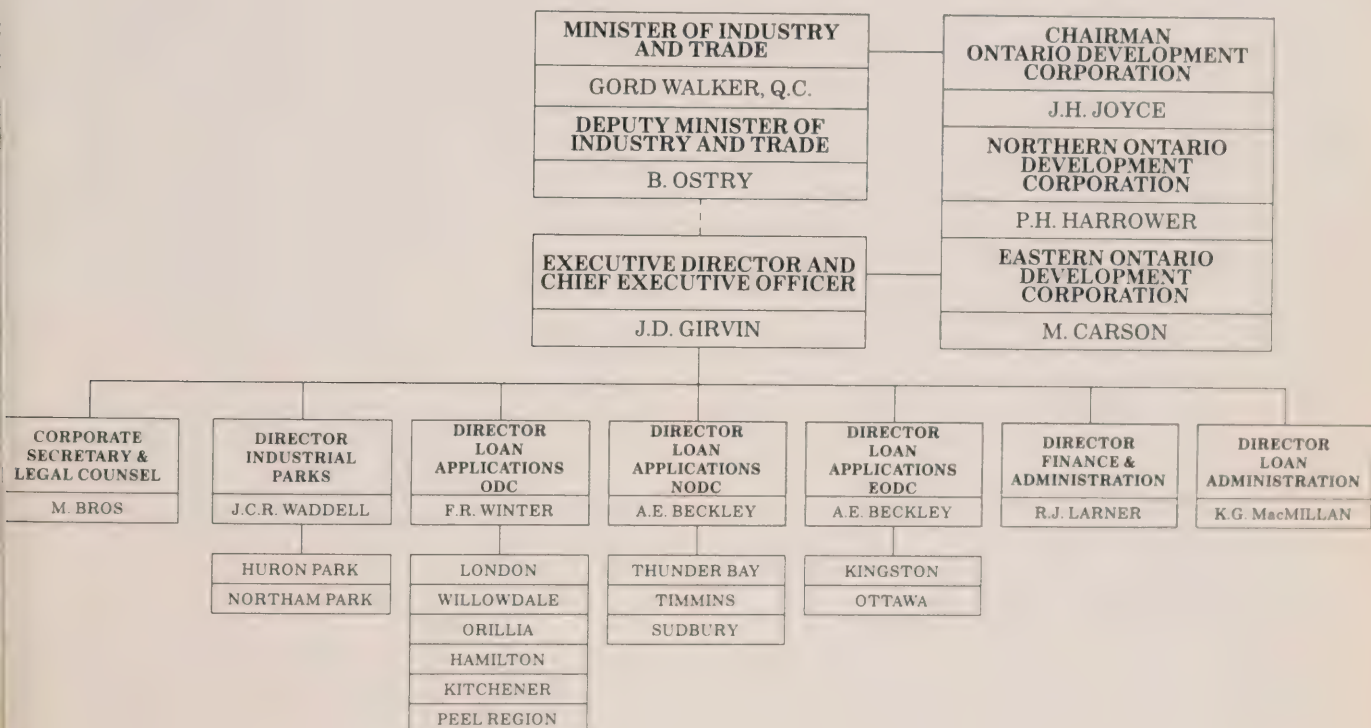 MINISTER OF INDUSTRY
AND TRADE
GORD WALKER, Q.C.
DEPUTY MINISTER OF
INDUSTRY AND TRADE
B. OSTRY
CHAIRMAN
ONTARIO DEVELOPMENT
CORPORATION
J.H. JOYCE
NORTHERN ONTARIO
DEVELOPMENT
CORPORATION
P.H. HARROWER
EASTERN ONTARIO
DEVELOPMENT
CORPORATION
M. CARSON
EXECUTIVE DIRECTOR AND
CHIEF EXECUTIVE OFFICER
J.D. GIRVIN
CORPORATE
SECRETARY &
LEGAL COUNSEL
M. BROS
DIRECTOR
INDUSTRIAL
PARKS
J.C.R. WADDELL
HURON PARK
NORTHAM PARK
DIRECTOR
LOAN
APPLICATIONS
ODC
F.R. WINTER
LONDON
WILLOWDALE
ORILLIA
HAMILTON
KITCHENER
PEEL REGION
DIRECTOR
LOAN
APPLICATIONS
NODC
A.E. BECKLEY
THUNDER BAY
TIMMINS
SUDBURY
DIRECTOR
LOAN
APPLICATIONS
EODC
A.E. BECKLEY
KINGSTON
OTTAWA
DIRECTOR
FINANCE &
ADMINISTRATION
R.J. LARNER
DIRECTOR
LOAN
ADMINISTRATION
K.G. MacMILLAN